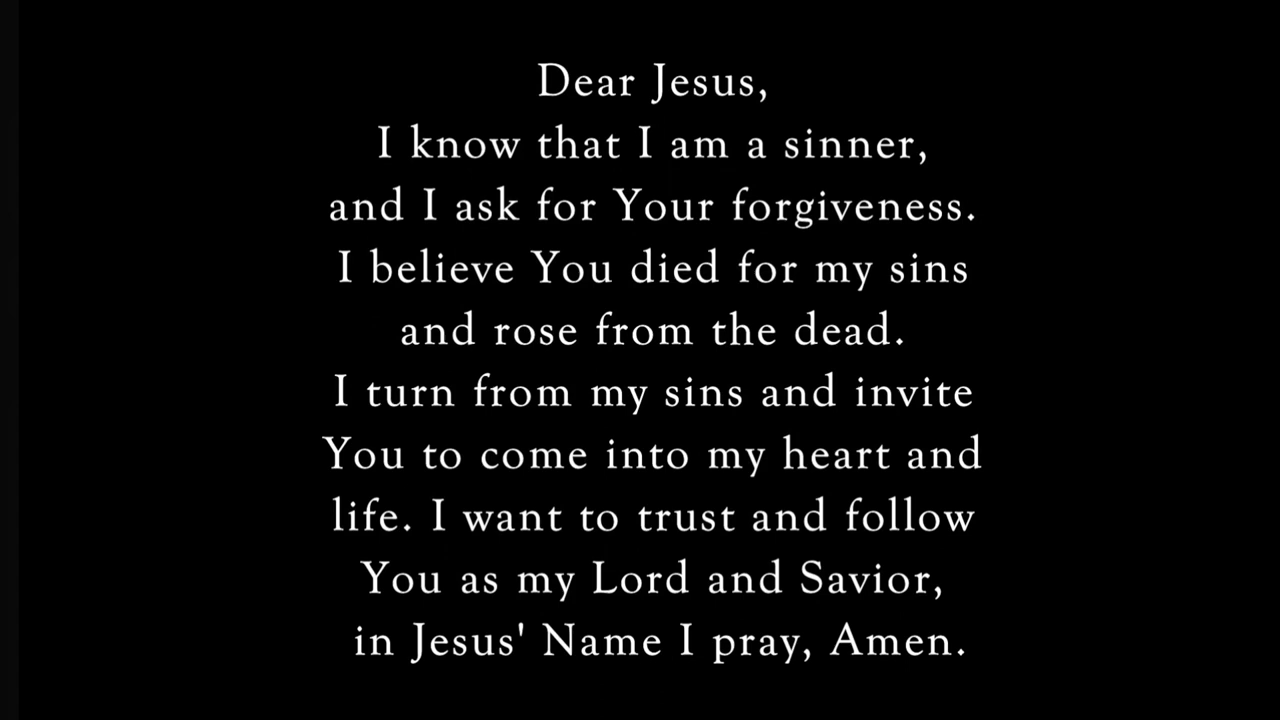 Dear Jesus,
I know that I am a sinner,
and I ask for Your forgiveness.
I believe You died for my sins
and rose from the dead.
I turn from my sins and invite
You to come into my heart and
life. I want to trust and follow
You as my Lord and Savior,
in Jesus' Name I pray, Amen.